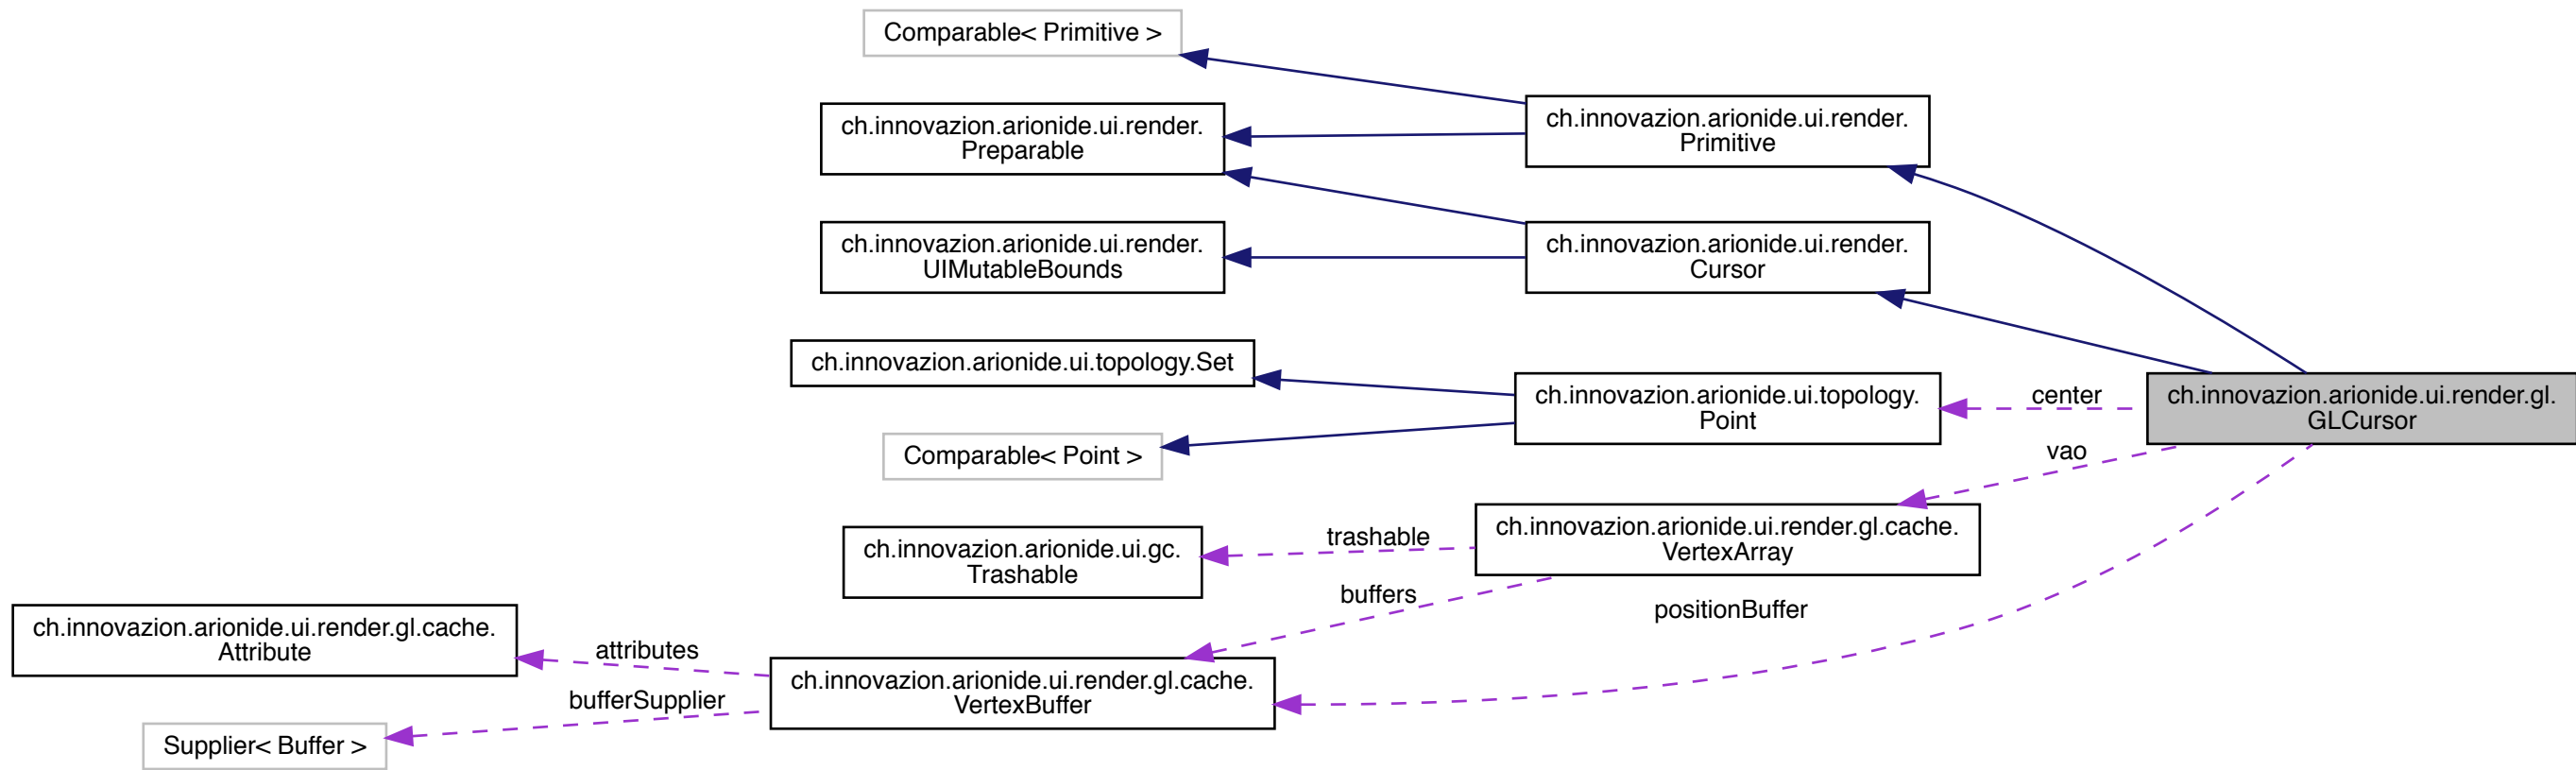 Comparable< Primitive >
ch.innovazion.arionide.ui.render.
Preparable
ch.innovazion.arionide.ui.render.
Primitive
ch.innovazion.arionide.ui.render.
UIMutableBounds
ch.innovazion.arionide.ui.render.
Cursor
ch.innovazion.arionide.ui.topology.Set
ch.innovazion.arionide.ui.topology.
Point
center
ch.innovazion.arionide.ui.render.gl.
GLCursor
Comparable< Point >
vao
ch.innovazion.arionide.ui.gc.
Trashable
trashable
ch.innovazion.arionide.ui.render.gl.cache.
VertexArray
buffers
positionBuffer
ch.innovazion.arionide.ui.render.gl.cache.
Attribute
attributes
bufferSupplier
ch.innovazion.arionide.ui.render.gl.cache.
VertexBuffer
Supplier< Buffer >